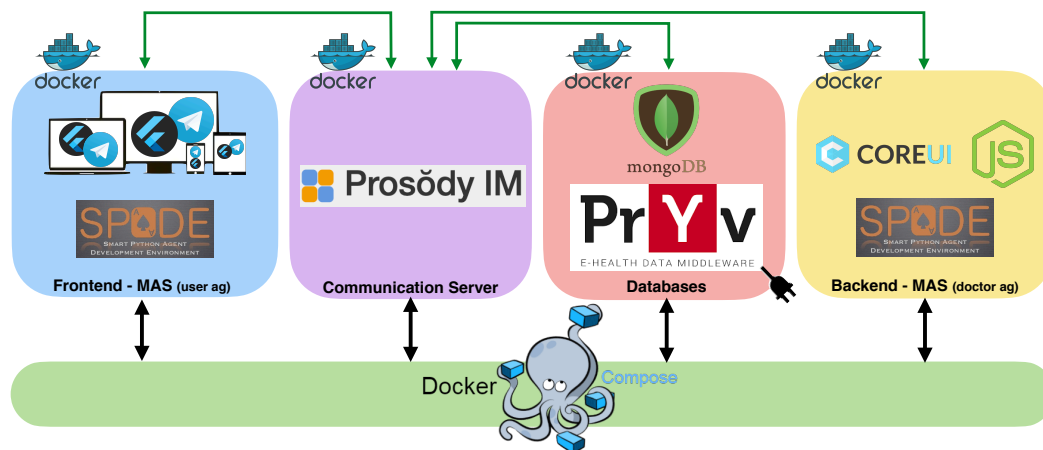 docker
docker
docker
docker
SPADE
SMART PYTHON AGENT
DEVELOPMENT ENVIRONMENT
Frontend - MAS (user ag)
Prosŏdy IM
Communication Server
mongoDB
PrYv
E-HEALTH DATA MIDDLEWARE
Databases
COREUI
JS
SPADE
SMART PYTHON AGENT
DEVELOPMENT ENVIRONMENT
Backend - MAS (doctor ag)
Docker
Compose